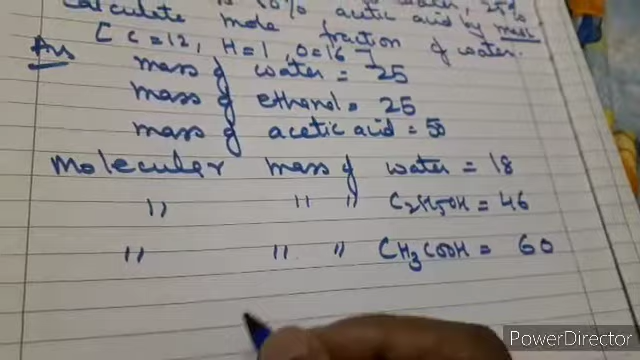 is 50% acetic acid by mass
Calculate mole fraction of water.
[C=12, H=1, O=16]
Ans mass of water = 25
mass of ethanol = 25
mass of acetic acid = 50
Molecular mass of water = 18
" " " C2H5OH = 46
" " " CH3COOH = 60
PowerDirector